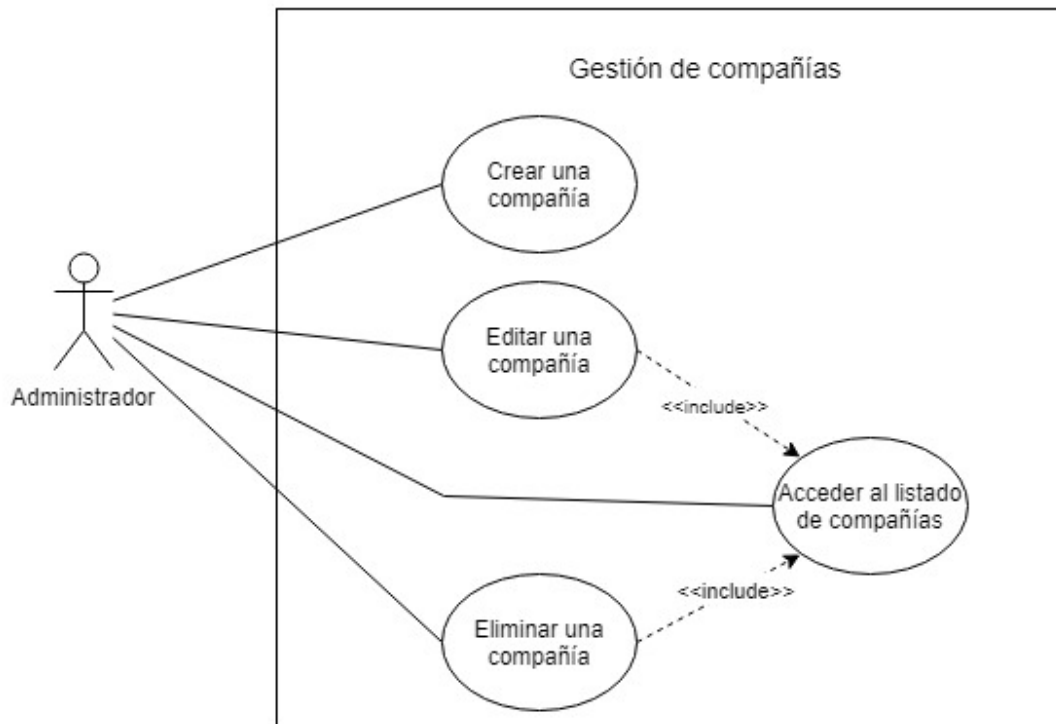 Gestión de compañías
Crear una
compañía
Editar una
compañía
Administrador
<<include>>
Acceder al listado
de compañías
<<include>>
Eliminar una
compañía